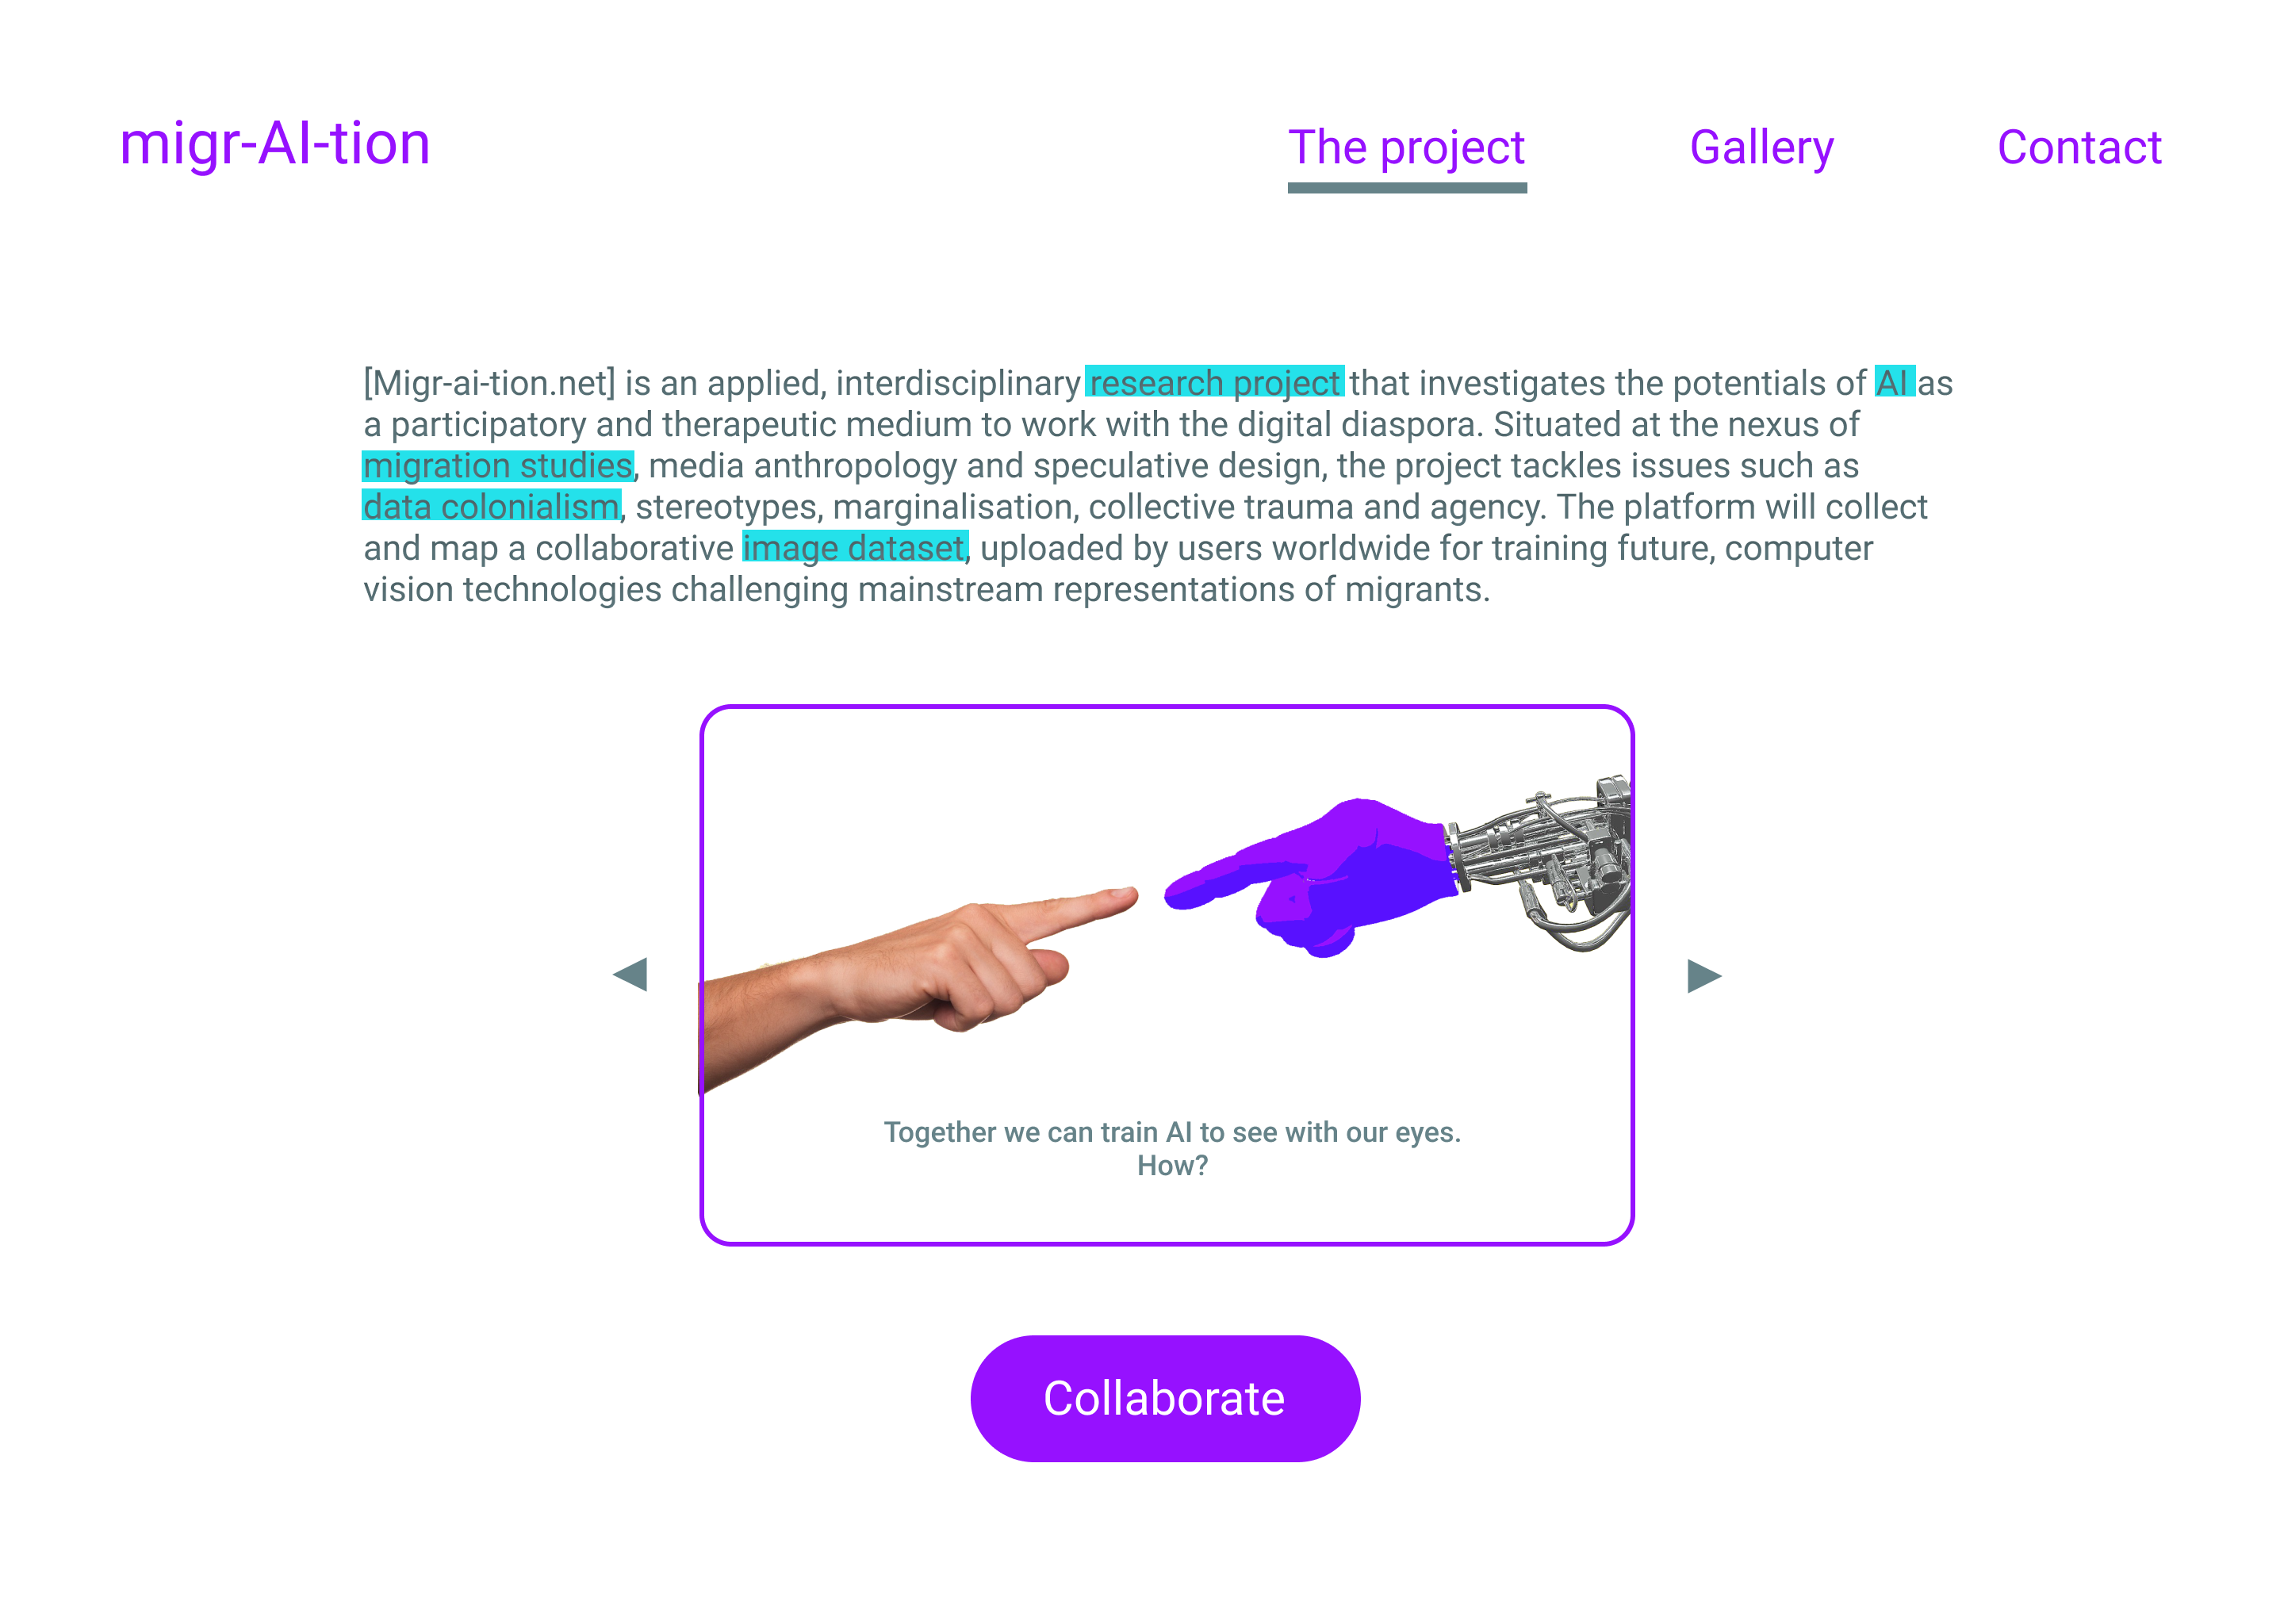 migr-AI-tion
The project
Gallery
Contact
[Migr-ai-tion.net] is an applied, interdisciplinary research project that investigates the potentials of AI as
a participatory and therapeutic medium to work with the digital diaspora. Situated at the nexus of
migration studies, media anthropology and speculative design, the project tackles issues such as
data colonialism, stereotypes, marginalisation, collective trauma and agency. The platform will collect
and map a collaborative image dataset, uploaded by users worldwide for training future, computer
vision technologies challenging mainstream representations of migrants.
Together we can train AI to see with our eyes.
How?
Collaborate